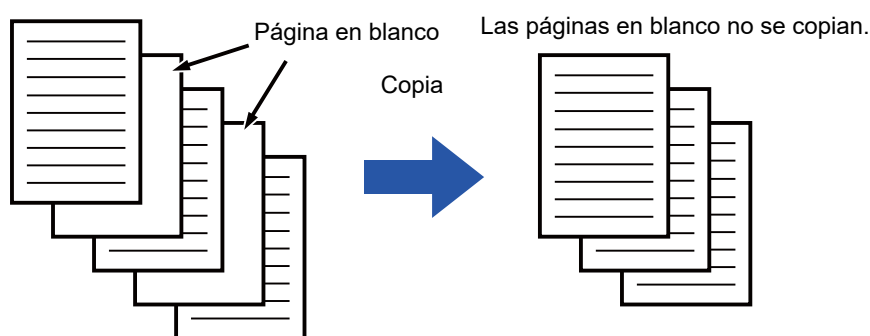 Página en blanco
Las páginas en blanco no se copian.
Copia